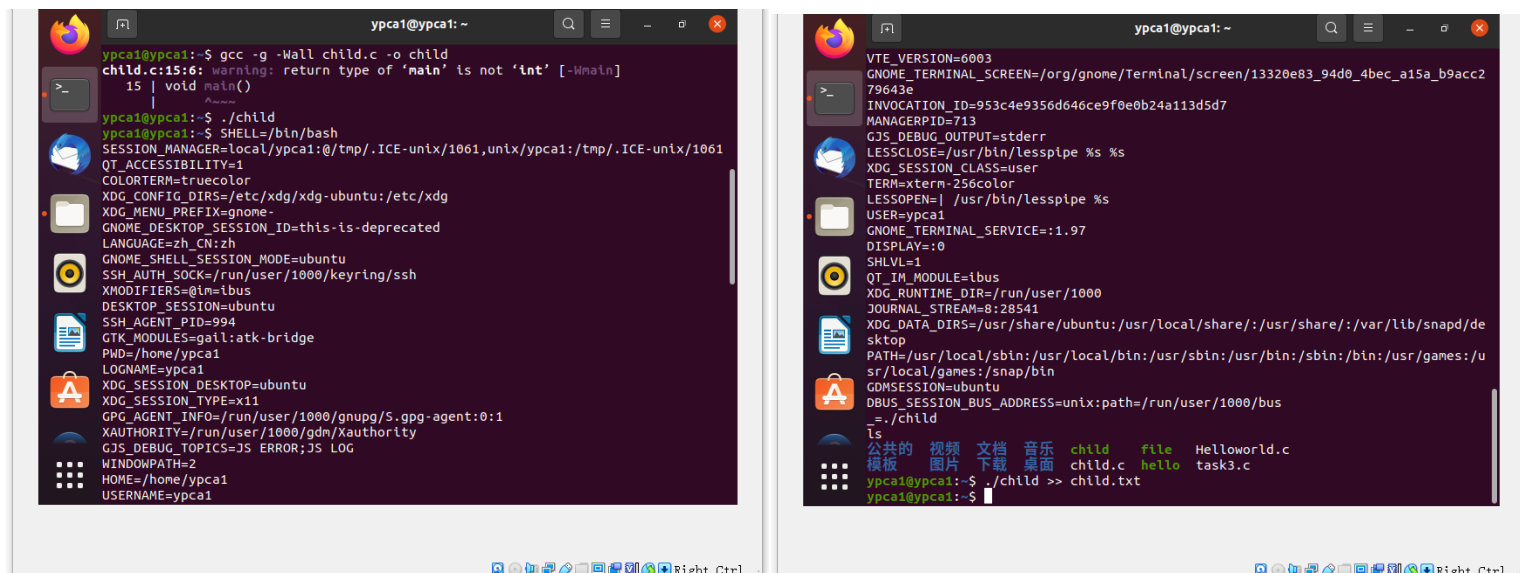 ypca1@ypca1: ~
ypca1@ypca1:~$ gcc -g -Wall child.c -o child
child.c:15:6: warning: return type of ‘main’ is not ‘int’ [-Wmain]
15 | void main()
| ^~~~
ypca1@ypca1:~$ ./child
ypca1@ypca1:~$ SHELL=/bin/bash
SESSION_MANAGER=local/ypca1:@/tmp/.ICE-unix/1061,unix/ypca1:/tmp/.ICE-unix/1061
QT_ACCESSIBILITY=1
COLORTERM=truecolor
XDG_CONFIG_DIRS=/etc/xdg/xdg-ubuntu:/etc/xdg
XDG_MENU_PREFIX=gnome-
GNOME_DESKTOP_SESSION_ID=this-is-deprecated
LANGUAGE=zh_CN:zh
GNOME_SHELL_SESSION_MODE=ubuntu
SSH_AUTH_SOCK=/run/user/1000/keyring/ssh
XMODIFIERS=@im=ibus
DESKTOP_SESSION=ubuntu
SSH_AGENT_PID=994
GTK_MODULES=gail:atk-bridge
PWD=/home/ypca1
LOGNAME=ypca1
XDG_SESSION_DESKTOP=ubuntu
XDG_SESSION_TYPE=x11
GPG_AGENT_INFO=/run/user/1000/gnupg/S.gpg-agent:0:1
XAUTHORITY=/run/user/1000/gdm/Xauthority
GJS_DEBUG_TOPICS=JS ERROR;JS LOG
WINDOWPATH=2
HOME=/home/ypca1
USERNAME=ypca1
Right Ctrl
ypca1@ypca1: ~
VTE_VERSION=6003
GNOME_TERMINAL_SCREEN=/org/gnome/Terminal/screen/13320e83_94d0_4bec_a15a_b9acc2
79643e
INVOCATION_ID=953c4e9356d646ce9f0e0b24a113d5d7
MANAGERPID=713
GJS_DEBUG_OUTPUT=stderr
LESSCLOSE=/usr/bin/lesspipe %s %s
XDG_SESSION_CLASS=user
TERM=xterm-256color
LESSOPEN=| /usr/bin/lesspipe %s
USER=ypca1
GNOME_TERMINAL_SERVICE=:1.97
DISPLAY=:0
SHLVL=1
QT_IM_MODULE=ibus
XDG_RUNTIME_DIR=/run/user/1000
JOURNAL_STREAM=8:28541
XDG_DATA_DIRS=/usr/share/ubuntu:/usr/local/share/:/usr/share/:/var/lib/snapd/de
sktop
PATH=/usr/local/sbin:/usr/local/bin:/usr/sbin:/usr/bin:/sbin:/bin:/usr/games:/u
sr/local/games:/snap/bin
GDMSESSION=ubuntu
DBUS_SESSION_BUS_ADDRESS=unix:path=/run/user/1000/bus
_=./child
ls
公共的 视频 文档 音乐 child file Helloworld.c
模板 图片 下载 桌面 child.c hello task3.c
ypca1@ypca1:~$ ./child >> child.txt
ypca1@ypca1:~$
Right Ctrl